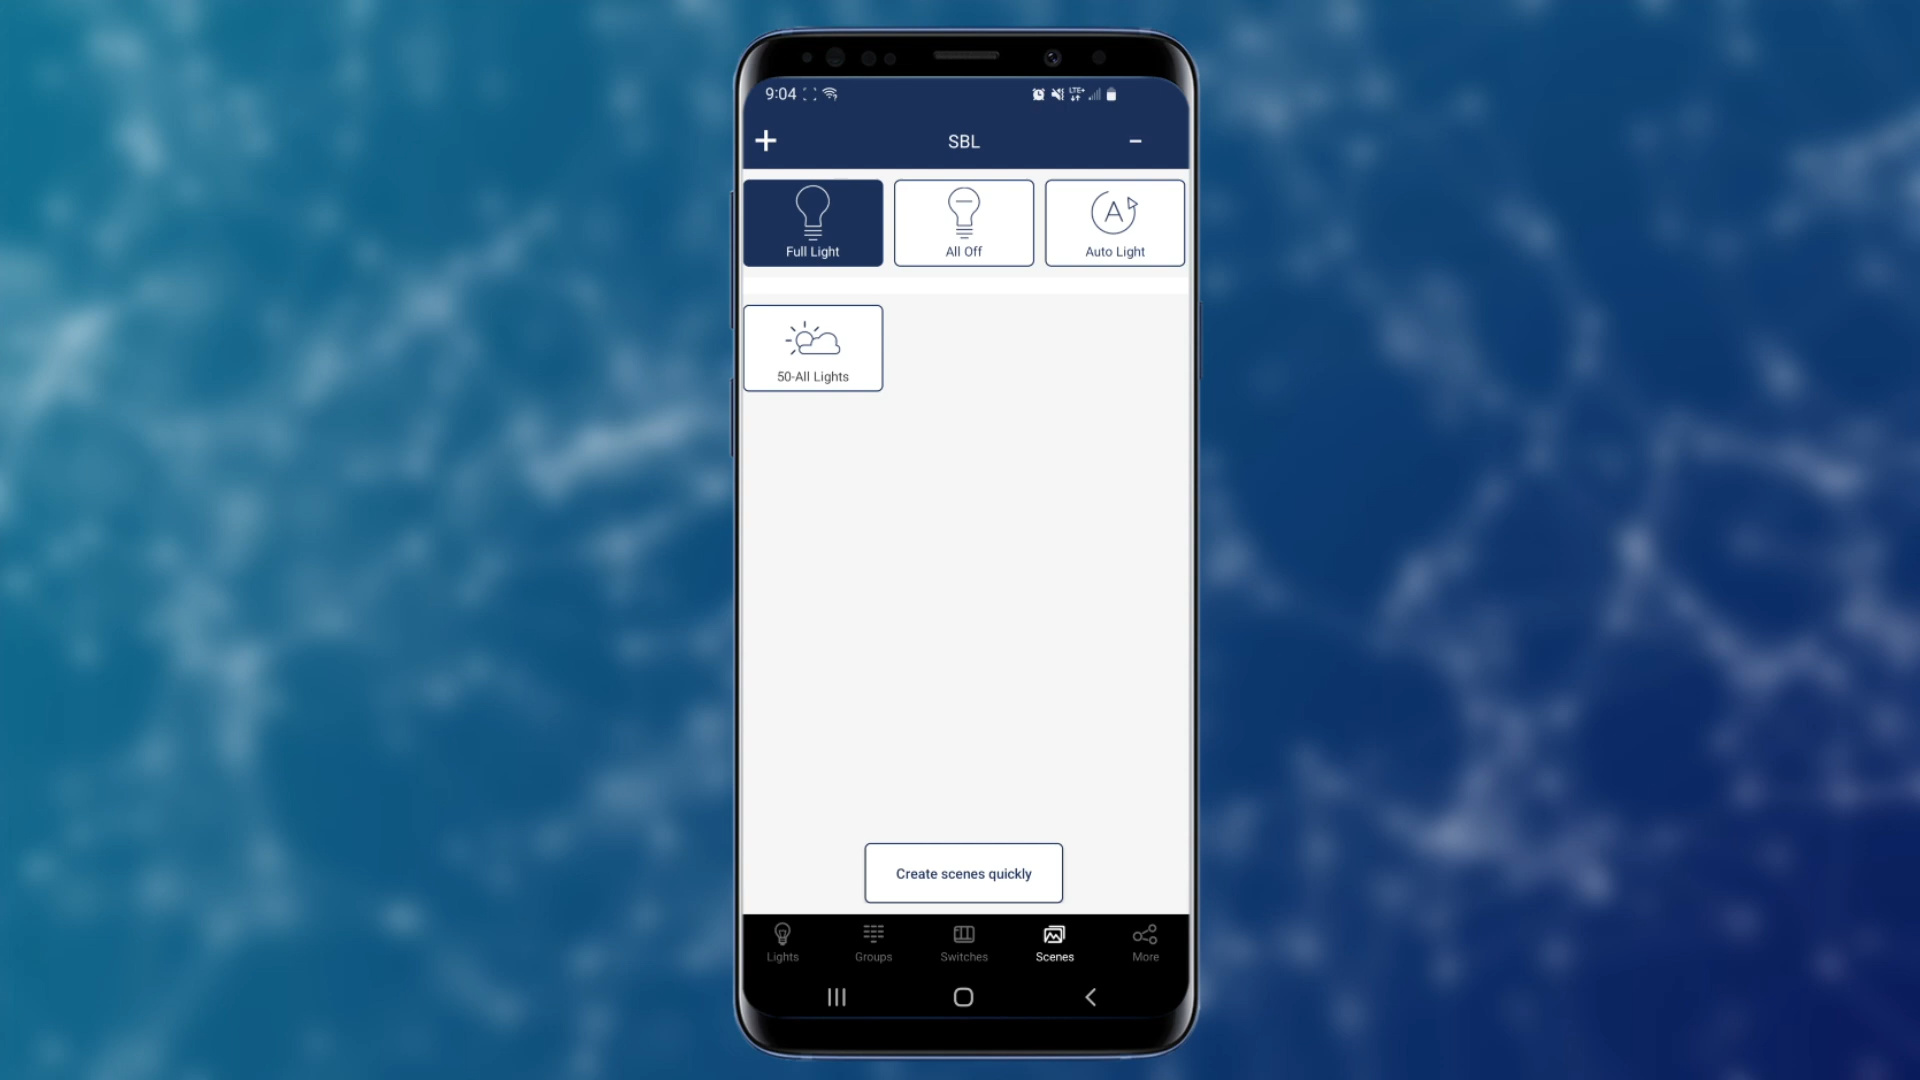 9:04
LTE+
SBL
Full Light
All Off
A
Auto Light
50-All Lights
Create scenes quickly
Lights
Groups
Switches
Scenes
More